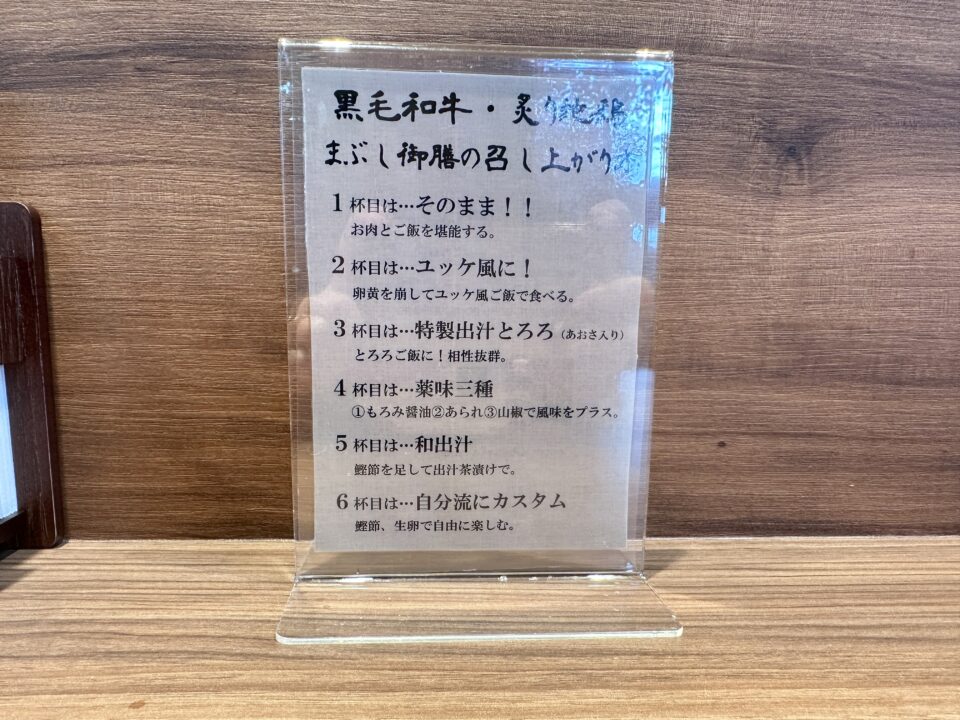 黒毛和牛・炙り地鶏
まぶし御膳の召し上がり方
1杯目は…そのまま！！
お肉とご飯を堪能する。
2杯目は…ユッケ風に！
卵黄を崩してユッケ風ご飯で食べる。
3杯目は…特製出汁とろろ（あおさ入り）
とろろご飯に！相性抜群。
4杯目は…薬味三種
①もろみ醤油②あられ③山椒で風味をプラス。
5杯目は…和出汁
鰹節を足して出汁茶漬けで。
6杯目は…自分流にカスタム
鰹節、生卵で自由に楽しむ。